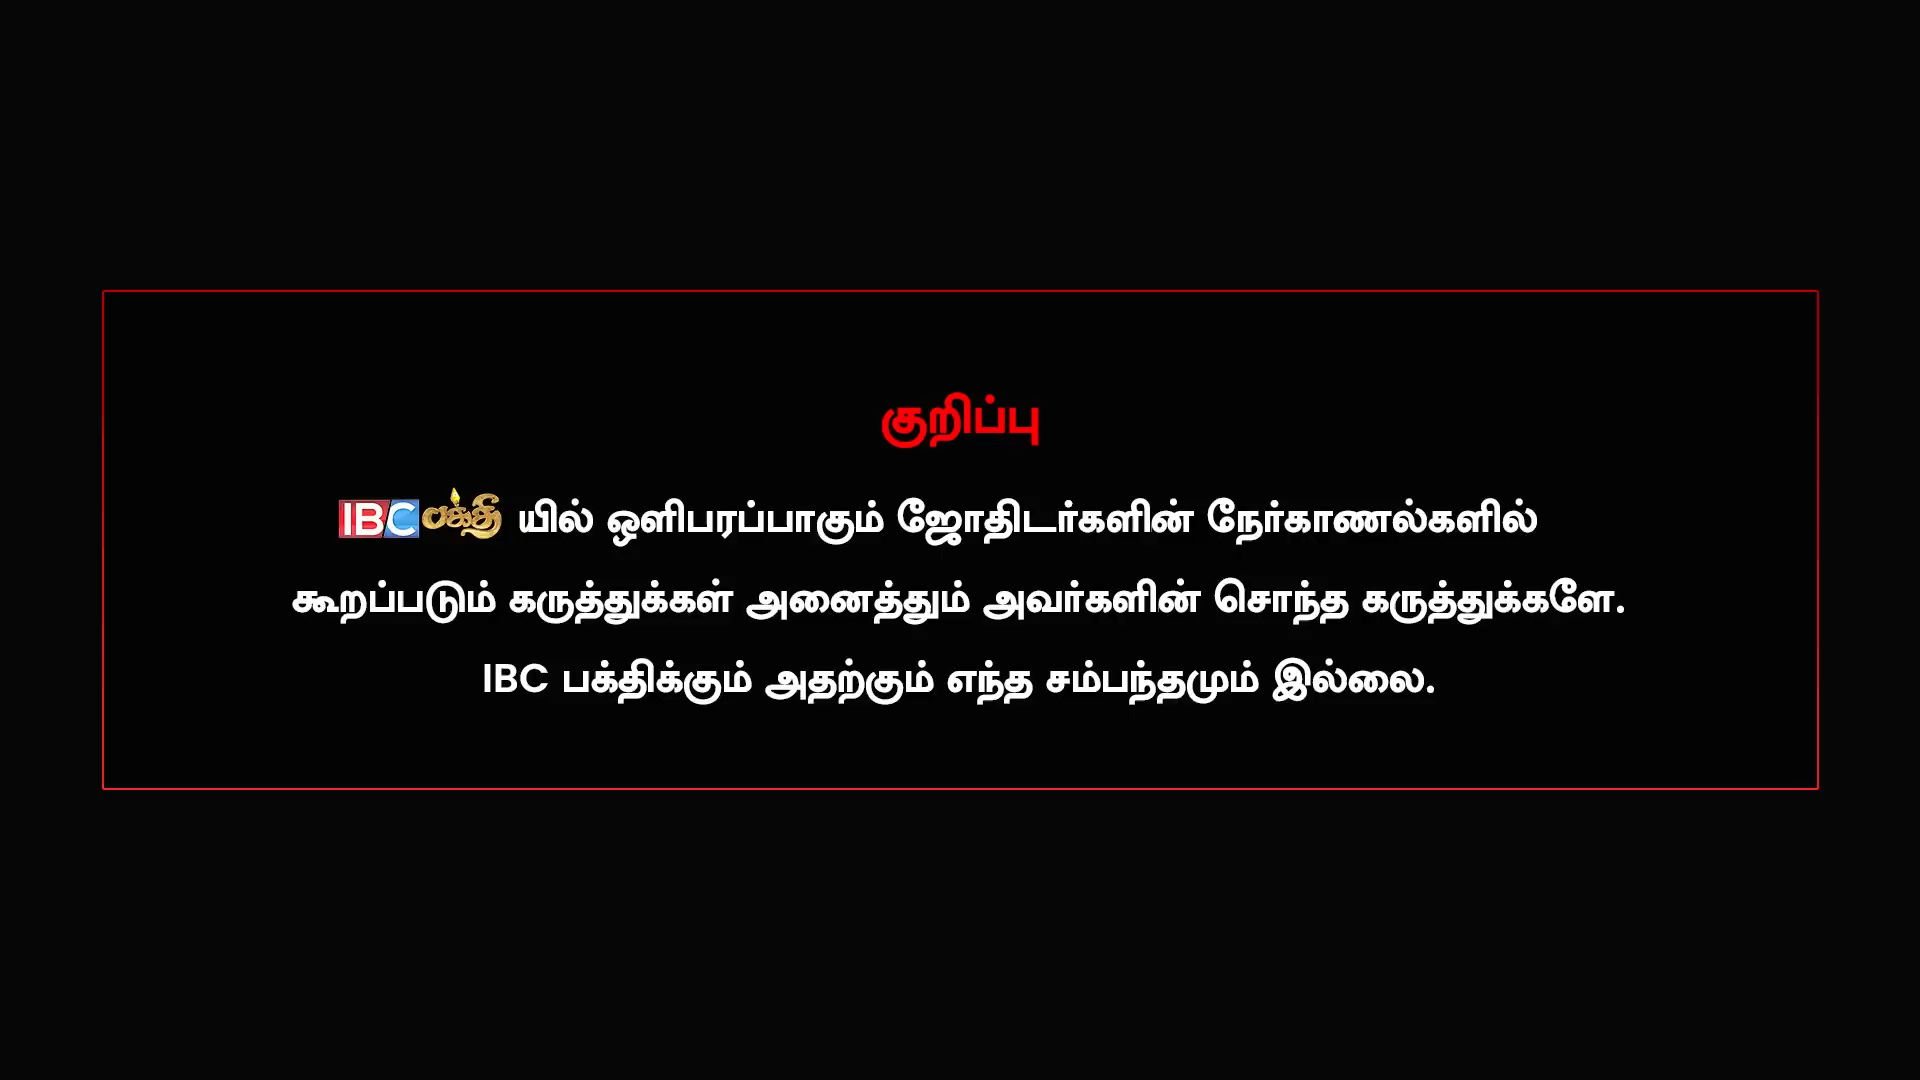 குறிப்பு
IBC பக்தி யில் ஒளிபரப்பாகும் ஜோதிடர்களின் நேர்காணல்களில்
கூறப்படும் கருத்துக்கள் அனைத்தும் அவர்களின் சொந்த கருத்துக்களே.
IBC பக்திக்கும் அதற்கும் எந்த சம்பந்தமும் இல்லை.